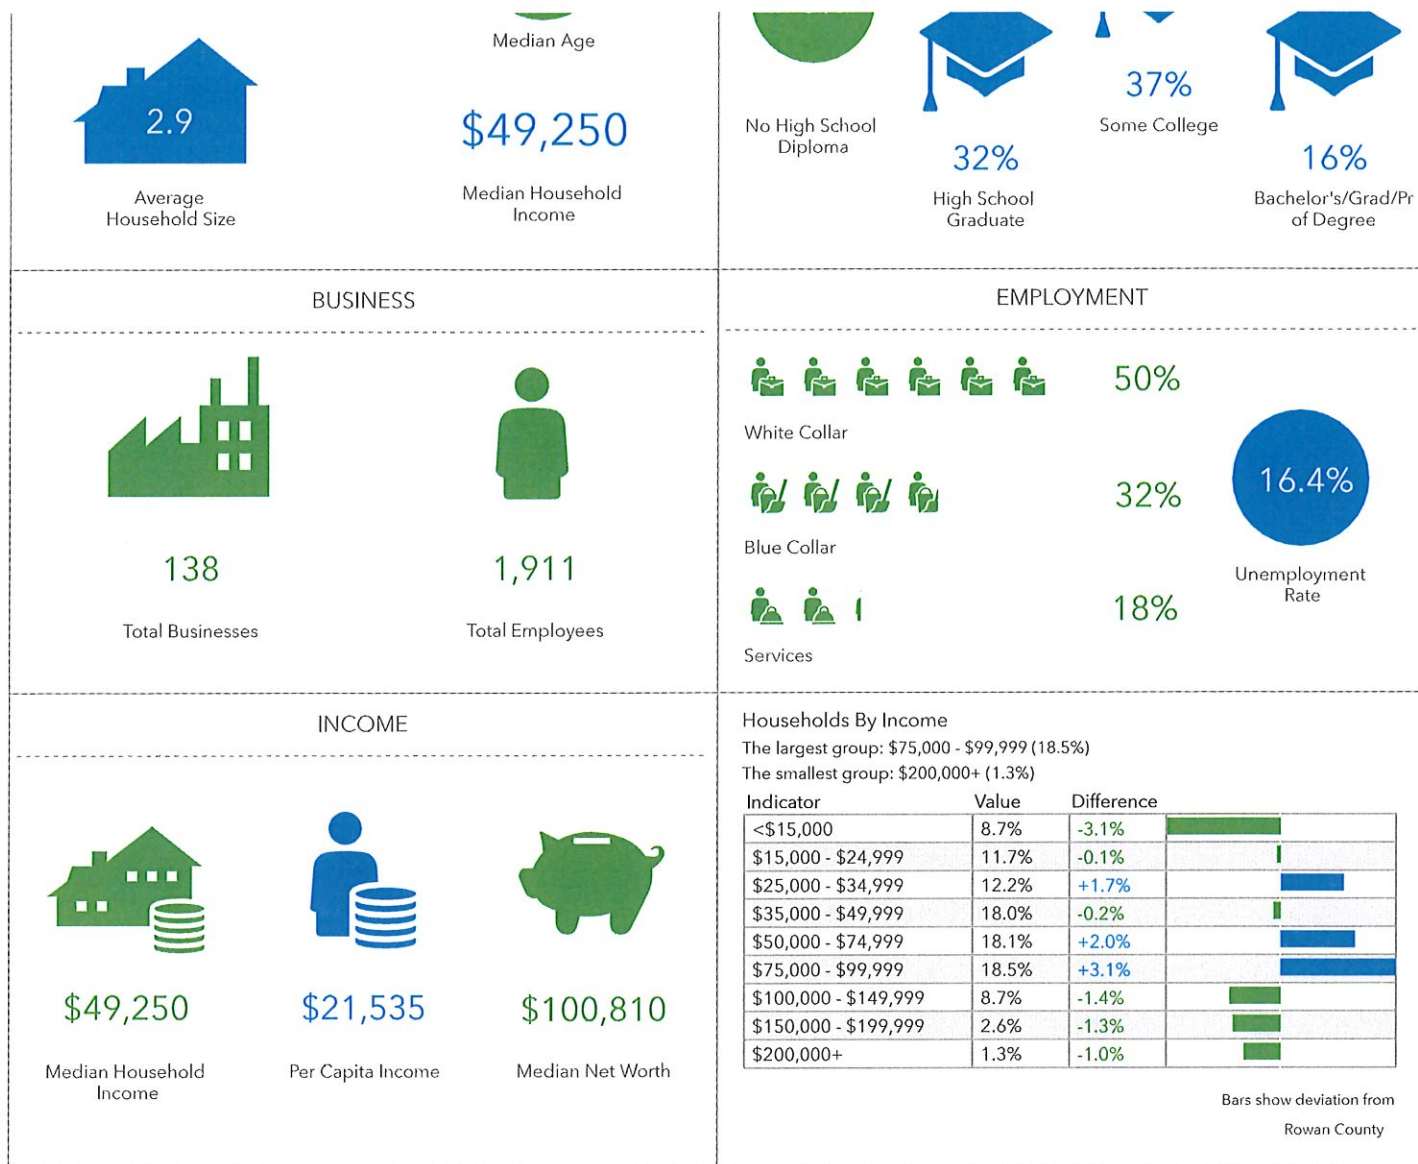 Median Age
2.9
Average
Household Size
$49,250
Median Household
Income
No High School
Diploma
32%
High School
Graduate
37%
Some College
16%
Bachelor's/Grad/Pr
of Degree
BUSINESS
138
Total Businesses
1,911
Total Employees
EMPLOYMENT
50%
White Collar
32%
Blue Collar
18%
Services
16.4%
Unemployment
Rate
INCOME
$49,250
Median Household
Income
$21,535
Per Capita Income
$100,810
Median Net Worth
Households By Income
The largest group: $75,000 - $99,999 (18.5%)
The smallest group: $200,000+ (1.3%)
Indicator Value Difference
<$15,000 8.7% -3.1%
$15,000 - $24,999 11.7% -0.1%
$25,000 - $34,999 12.2% +1.7%
$35,000 - $49,999 18.0% -0.2%
$50,000 - $74,999 18.1% +2.0%
$75,000 - $99,999 18.5% +3.1%
$100,000 - $149,999 8.7% -1.4%
$150,000 - $199,999 2.6% -1.3%
$200,000+ 1.3% -1.0%
Bars show deviation from
Rowan County